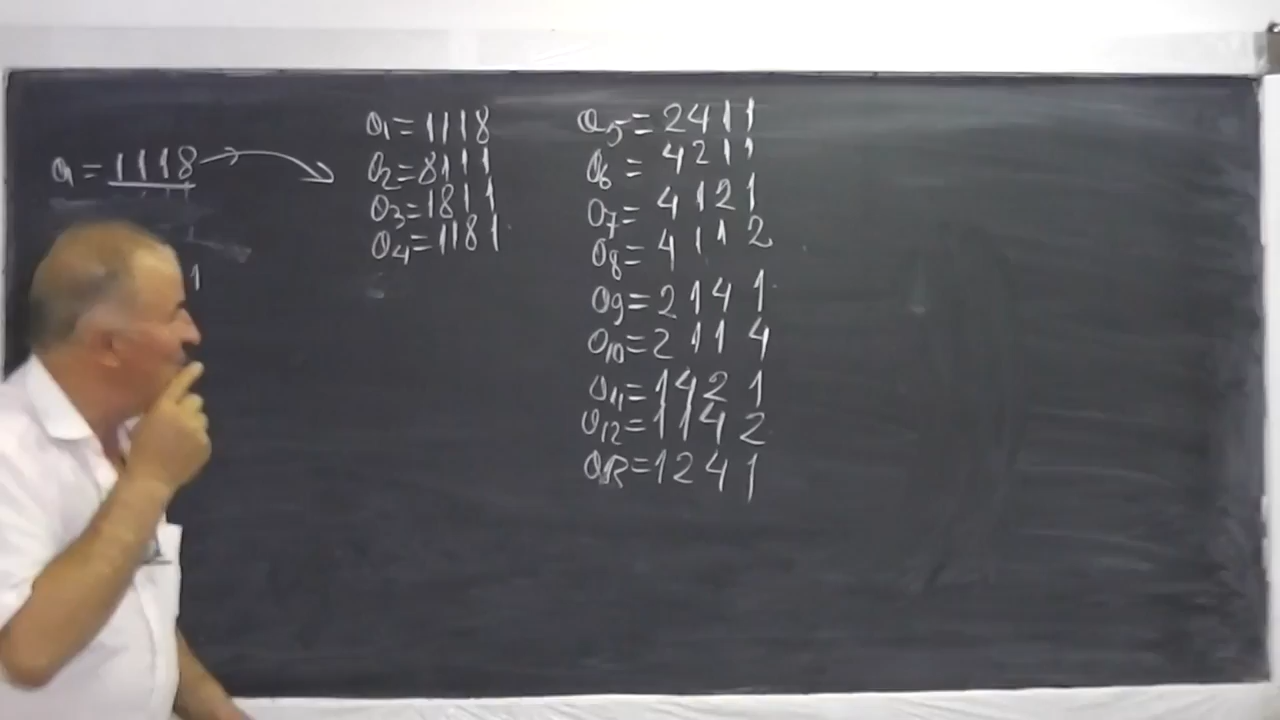 a = 1118
1
a1 = 1118
a2 = 8111
a3 = 1811
a4 = 1181
a5 = 2411
a6 = 4211
a7 = 4121
a8 = 4112
a9 = 2141
a10 = 2114
a11 = 1421
a12 = 1142
a13 = 1241